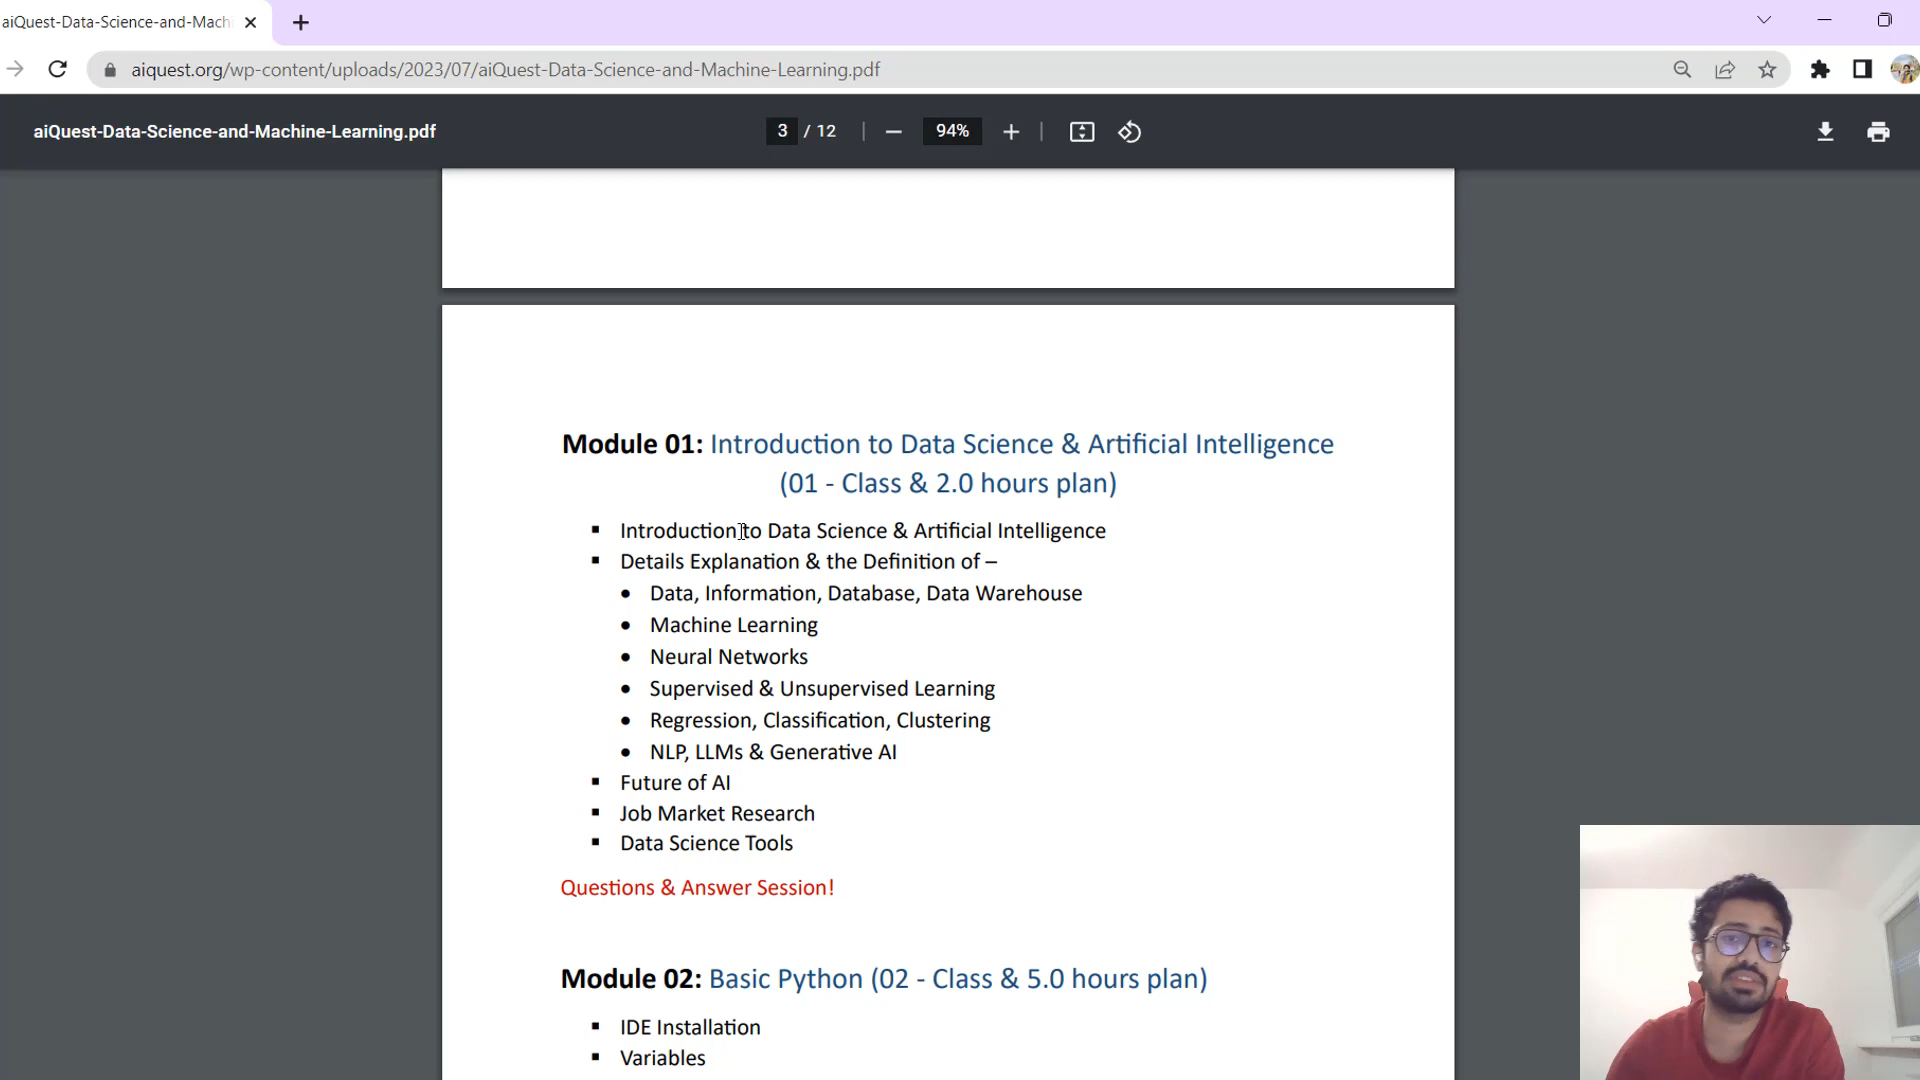 aiQuest-Data-Science-and-Mach
aiquest.org/wp-content/uploads/2023/07/aiQuest-Data-Science-and-Machine-Learning.pdf
aiQuest-Data-Science-and-Machine-Learning.pdf
3 / 12
94%
Module 01: Introduction to Data Science & Artificial Intelligence
(01 - Class & 2.0 hours plan)
▪ Introduction to Data Science & Artificial Intelligence
▪ Details Explanation & the Definition of –
• Data, Information, Database, Data Warehouse
• Machine Learning
• Neural Networks
• Supervised & Unsupervised Learning
• Regression, Classification, Clustering
• NLP, LLMs & Generative AI
▪ Future of AI
▪ Job Market Research
▪ Data Science Tools
Questions & Answer Session!
Module 02: Basic Python (02 - Class & 5.0 hours plan)
▪ IDE Installation
▪ Variables